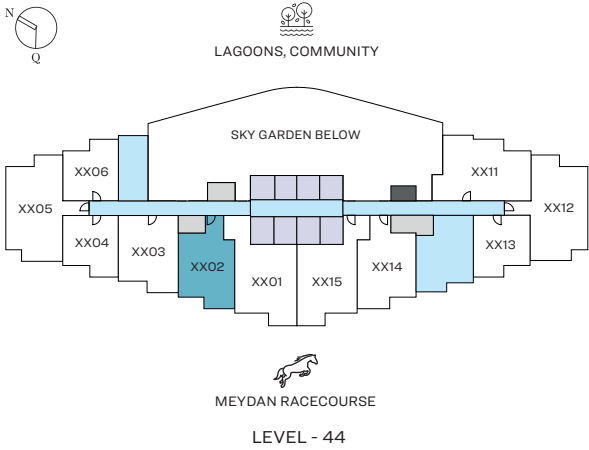 N
Q
LAGOONS, COMMUNITY
SKY GARDEN BELOW
XX06
XX11
XX05
XX12
XX04
XX03
XX13
XX02
XX14
XX01
XX15
MEYDAN RACECOURSE
LEVEL - 44